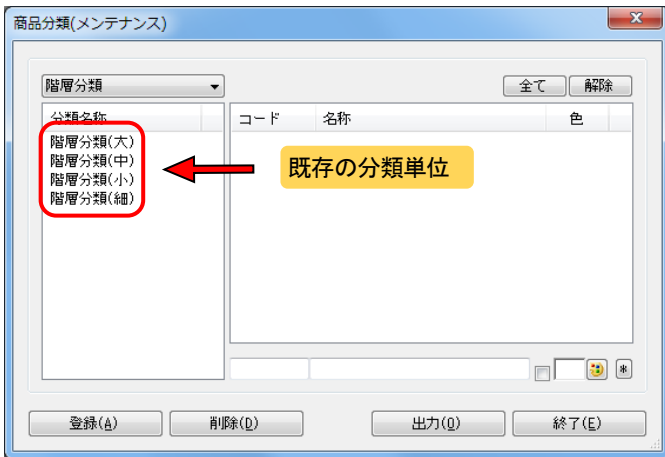 商品分類(メンテナンス)
階層分類
全て 解除
分類名称 コード 名称 色
階層分類(大)
階層分類(中)
階層分類(小)
階層分類(細)
既存の分類単位
*
登録(A) 削除(D) 出力(O) 終了(E)